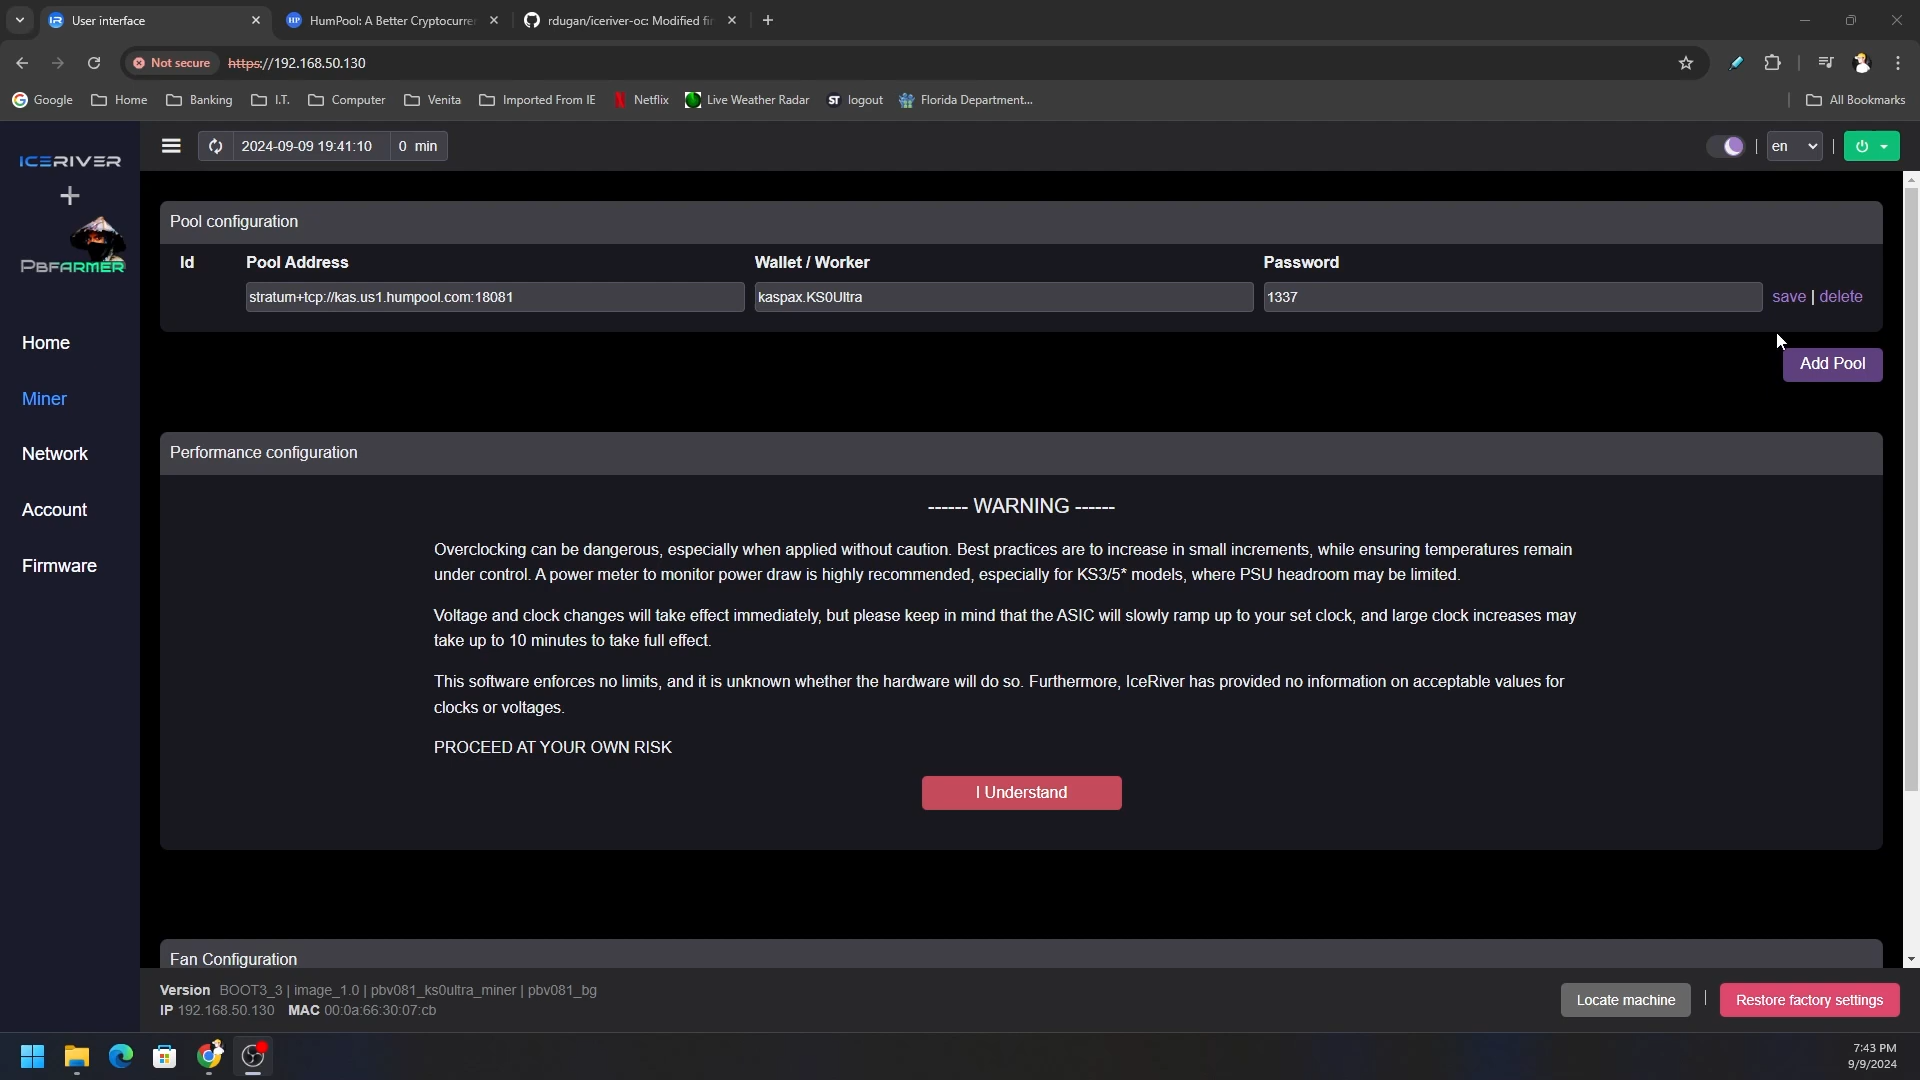 User interface
HumPool: A Better Cryptocurre
rdugan/iceriver-oc: Modified fi
Not secure
https://192.168.50.130
Google
Home
Banking
I.T.
Computer
Venita
Imported From IE
Netflix
Live Weather Radar
ST logout
Florida Department...
All Bookmarks
ICERIVER
+
PBFARMER
2024-09-09 19:41:10
0 min
en
Home
Miner
Network
Account
Firmware
Pool configuration
Id Pool Address Wallet / Worker Password
stratum+tcp://kas.us1.humpool.com:18081 kaspax.KS0Ultra 1337 save | delete
Add Pool
Performance configuration
------ WARNING ------
Overclocking can be dangerous, especially when applied without caution. Best practices are to increase in small increments, while ensuring temperatures remain
under control. A power meter to monitor power draw is highly recommended, especially for KS3/5* models, where PSU headroom may be limited.
Voltage and clock changes will take effect immediately, but please keep in mind that the ASIC will slowly ramp up to your set clock, and large clock increases may
take up to 10 minutes to take full effect.
This software enforces no limits, and it is unknown whether the hardware will do so. Furthermore, IceRiver has provided no information on acceptable values for
clocks or voltages.
PROCEED AT YOUR OWN RISK
I Understand
Fan Configuration
Version BOOT3_3 | image_1.0 | pbv081_ks0ultra_miner | pbv081_bg
IP 192.168.50.130 MAC 00:0a:66:30:07:cb
Locate machine
Restore factory settings
7:43 PM
9/9/2024